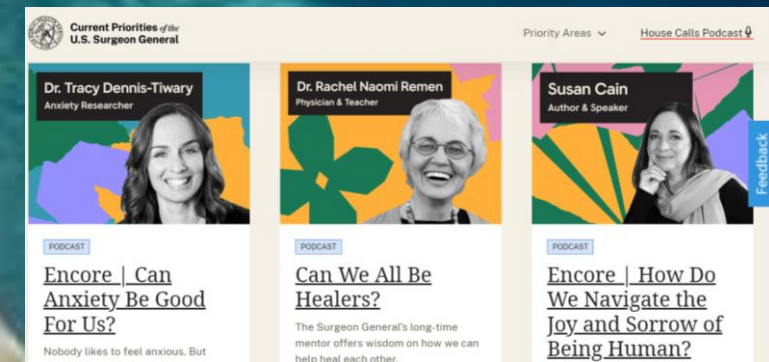 Current Priorities of the
U.S. Surgeon General
Priority Areas
House Calls Podcast
Dr. Tracy Dennis-Tiwary
Anxiety Researcher
PODCAST
Encore | Can
Anxiety Be Good
For Us?
Nobody likes to feel anxious. But
Dr. Rachel Naomi Remen
Physician & Teacher
PODCAST
Can We All Be
Healers?
The Surgeon General's long-time
mentor offers wisdom on how we can
help heal each other.
Susan Cain
Author & Speaker
PODCAST
Encore | How Do
We Navigate the
Joy and Sorrow of
Being Human?
Feedback